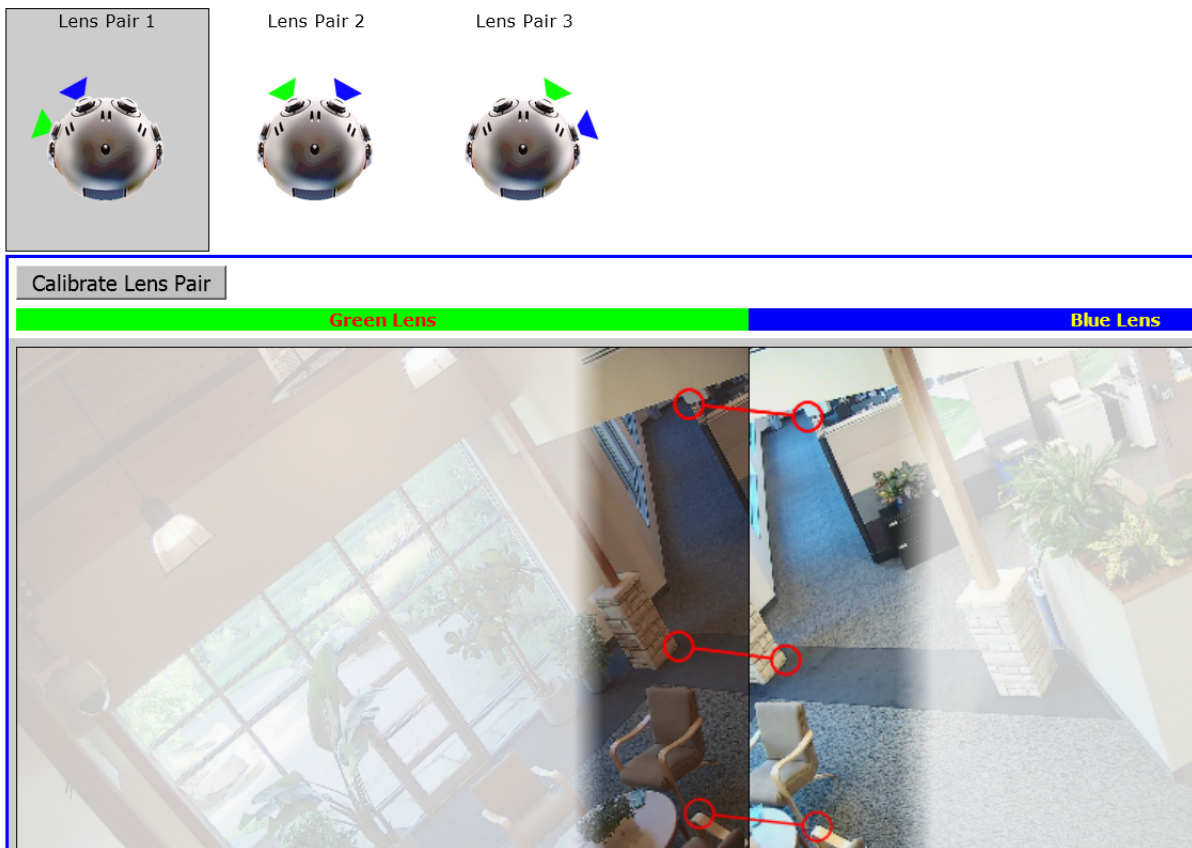 Lens Pair 1
Lens Pair 2
Lens Pair 3
Calibrate Lens Pair
Green Lens
Blue Lens